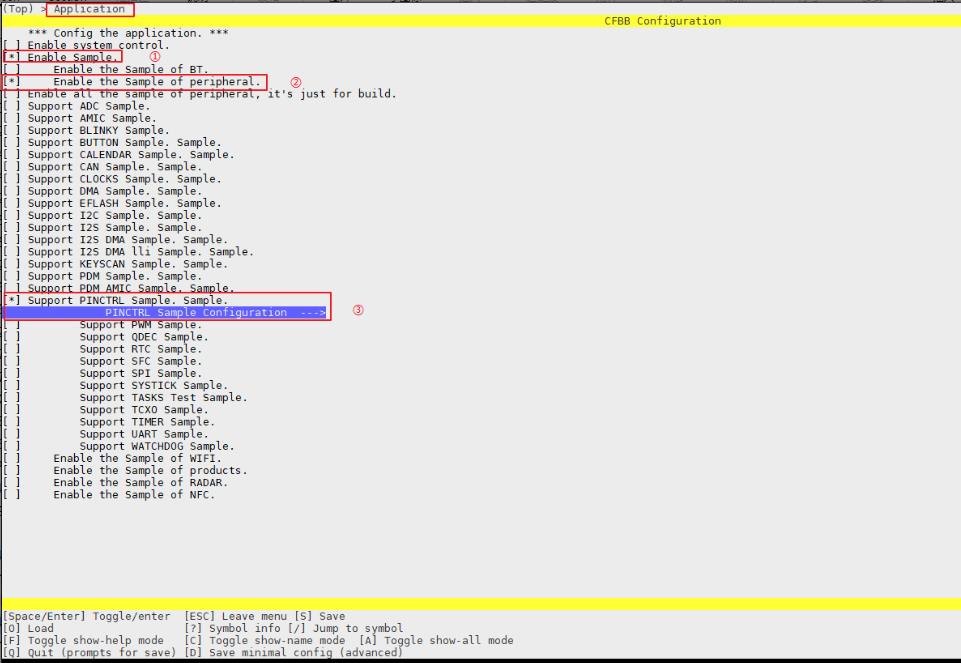 (Top) > Application
CFBB Configuration
*** Config the application. ***
[ ] Enable system control.
[*] Enable Sample. ①
[ ] Enable the Sample of BT.
[*] Enable the Sample of peripheral. ②
[ ] Enable all the sample of peripheral, it's just for build.
[ ] Support ADC Sample.
[ ] Support AMIC Sample.
[ ] Support BLINKY Sample.
[ ] Support BUTTON Sample. Sample.
[ ] Support CALENDAR Sample. Sample.
[ ] Support CAN Sample. Sample.
[ ] Support CLOCKS Sample. Sample.
[ ] Support DMA Sample. Sample.
[ ] Support EFLASH Sample. Sample.
[ ] Support I2C Sample. Sample.
[ ] Support I2S Sample. Sample.
[ ] Support I2S DMA Sample. Sample.
[ ] Support I2S DMA lli Sample. Sample.
[ ] Support KEYSCAN Sample. Sample.
[ ] Support PDM Sample. Sample.
[ ] Support PDM AMIC Sample. Sample.
[*] Support PINCTRL Sample. Sample.
PINCTRL Sample Configuration ---> ③
[ ] Support PWM Sample.
[ ] Support QDEC Sample.
[ ] Support RTC Sample.
[ ] Support SFC Sample.
[ ] Support SPI Sample.
[ ] Support SYSTICK Sample.
[ ] Support TASKS Test Sample.
[ ] Support TCXO Sample.
[ ] Support TIMER Sample.
[ ] Support UART Sample.
[ ] Support WATCHDOG Sample.
[ ] Enable the Sample of WIFI.
[ ] Enable the Sample of products.
[ ] Enable the Sample of RADAR.
[ ] Enable the Sample of NFC.
[Space/Enter] Toggle/enter [ESC] Leave menu [S] Save
[O] Load [?] Symbol info [/] Jump to symbol
[F] Toggle show-help mode [C] Toggle show-name mode [A] Toggle show-all mode
[Q] Quit (prompts for save) [D] Save minimal config (advanced)